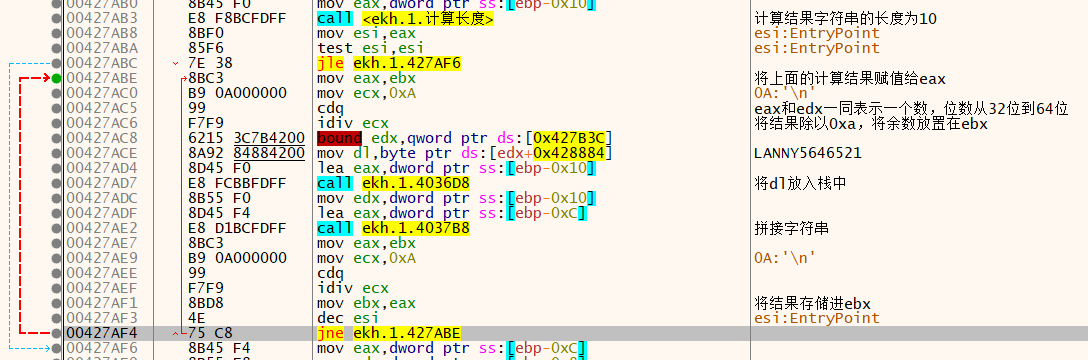 00427AB0 8B45 F0 mov eax,dword ptr ss:[ebp-0x10]
00427AB3 E8 F8BCFDFF call <ekh.1.计算长度> 计算结果字符串的长度为10
00427AB8 8BF0 mov esi,eax esi:EntryPoint
00427ABA 85F6 test esi,esi esi:EntryPoint
00427ABC 7E 38 jle ekh.1.427AF6
00427ABE 8BC3 mov eax,ebx 将上面的计算结果赋值给eax
00427AC0 B9 0A000000 mov ecx,0xA 0A:'\n'
00427AC5 99 cdq eax和edx一同表示一个数，位数从32位到64位
00427AC6 F7F9 idiv ecx 将结果除以0xa，将余数放置在ebx
00427AC8 6215 3C7B4200 bound edx,qword ptr ds:[0x427B3C]
00427ACE 8A92 84884200 mov dl,byte ptr ds:[edx+0x428884] LANNY5646521
00427AD4 8D45 F0 lea eax,dword ptr ss:[ebp-0x10]
00427AD7 E8 FCBBFDFF call ekh.1.4036D8 将dl放入栈中
00427ADC 8B55 F0 mov edx,dword ptr ss:[ebp-0x10]
00427ADF 8D45 F4 lea eax,dword ptr ss:[ebp-0xC]
00427AE2 E8 D1BCFDFF call ekh.1.4037B8 拼接字符串
00427AE7 8BC3 mov eax,ebx
00427AE9 B9 0A000000 mov ecx,0xA 0A:'\n'
00427AEE 99 cdq
00427AEF F7F9 idiv ecx
00427AF1 8BD8 mov ebx,eax 将结果存储进ebx
00427AF3 4E dec esi esi:EntryPoint
00427AF4 75 C8 jne ekh.1.427ABE
00427AF6 8B45 F4 mov eax,dword ptr ss:[ebp-0xC]